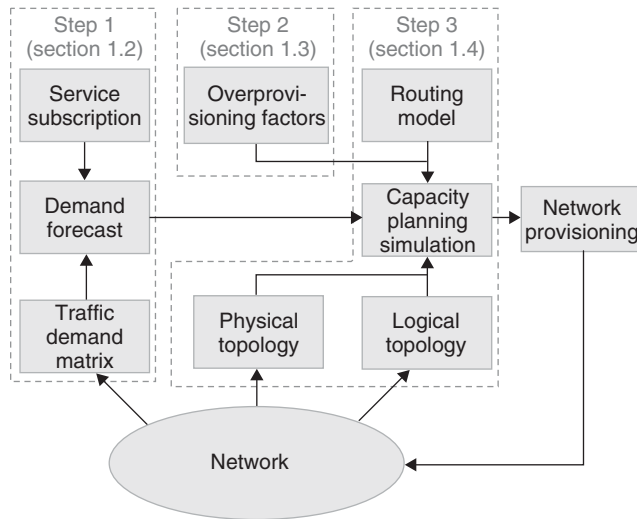 Step 1
(section 1.2)
Step 2
(section 1.3)
Step 3
(section 1.4)
Service
subscription
Overprovi-
sioning factors
Routing
model
Demand
forecast
Capacity
planning
simulation
Network
provisioning
Traffic
demand
matrix
Physical
topology
Logical
topology
Network